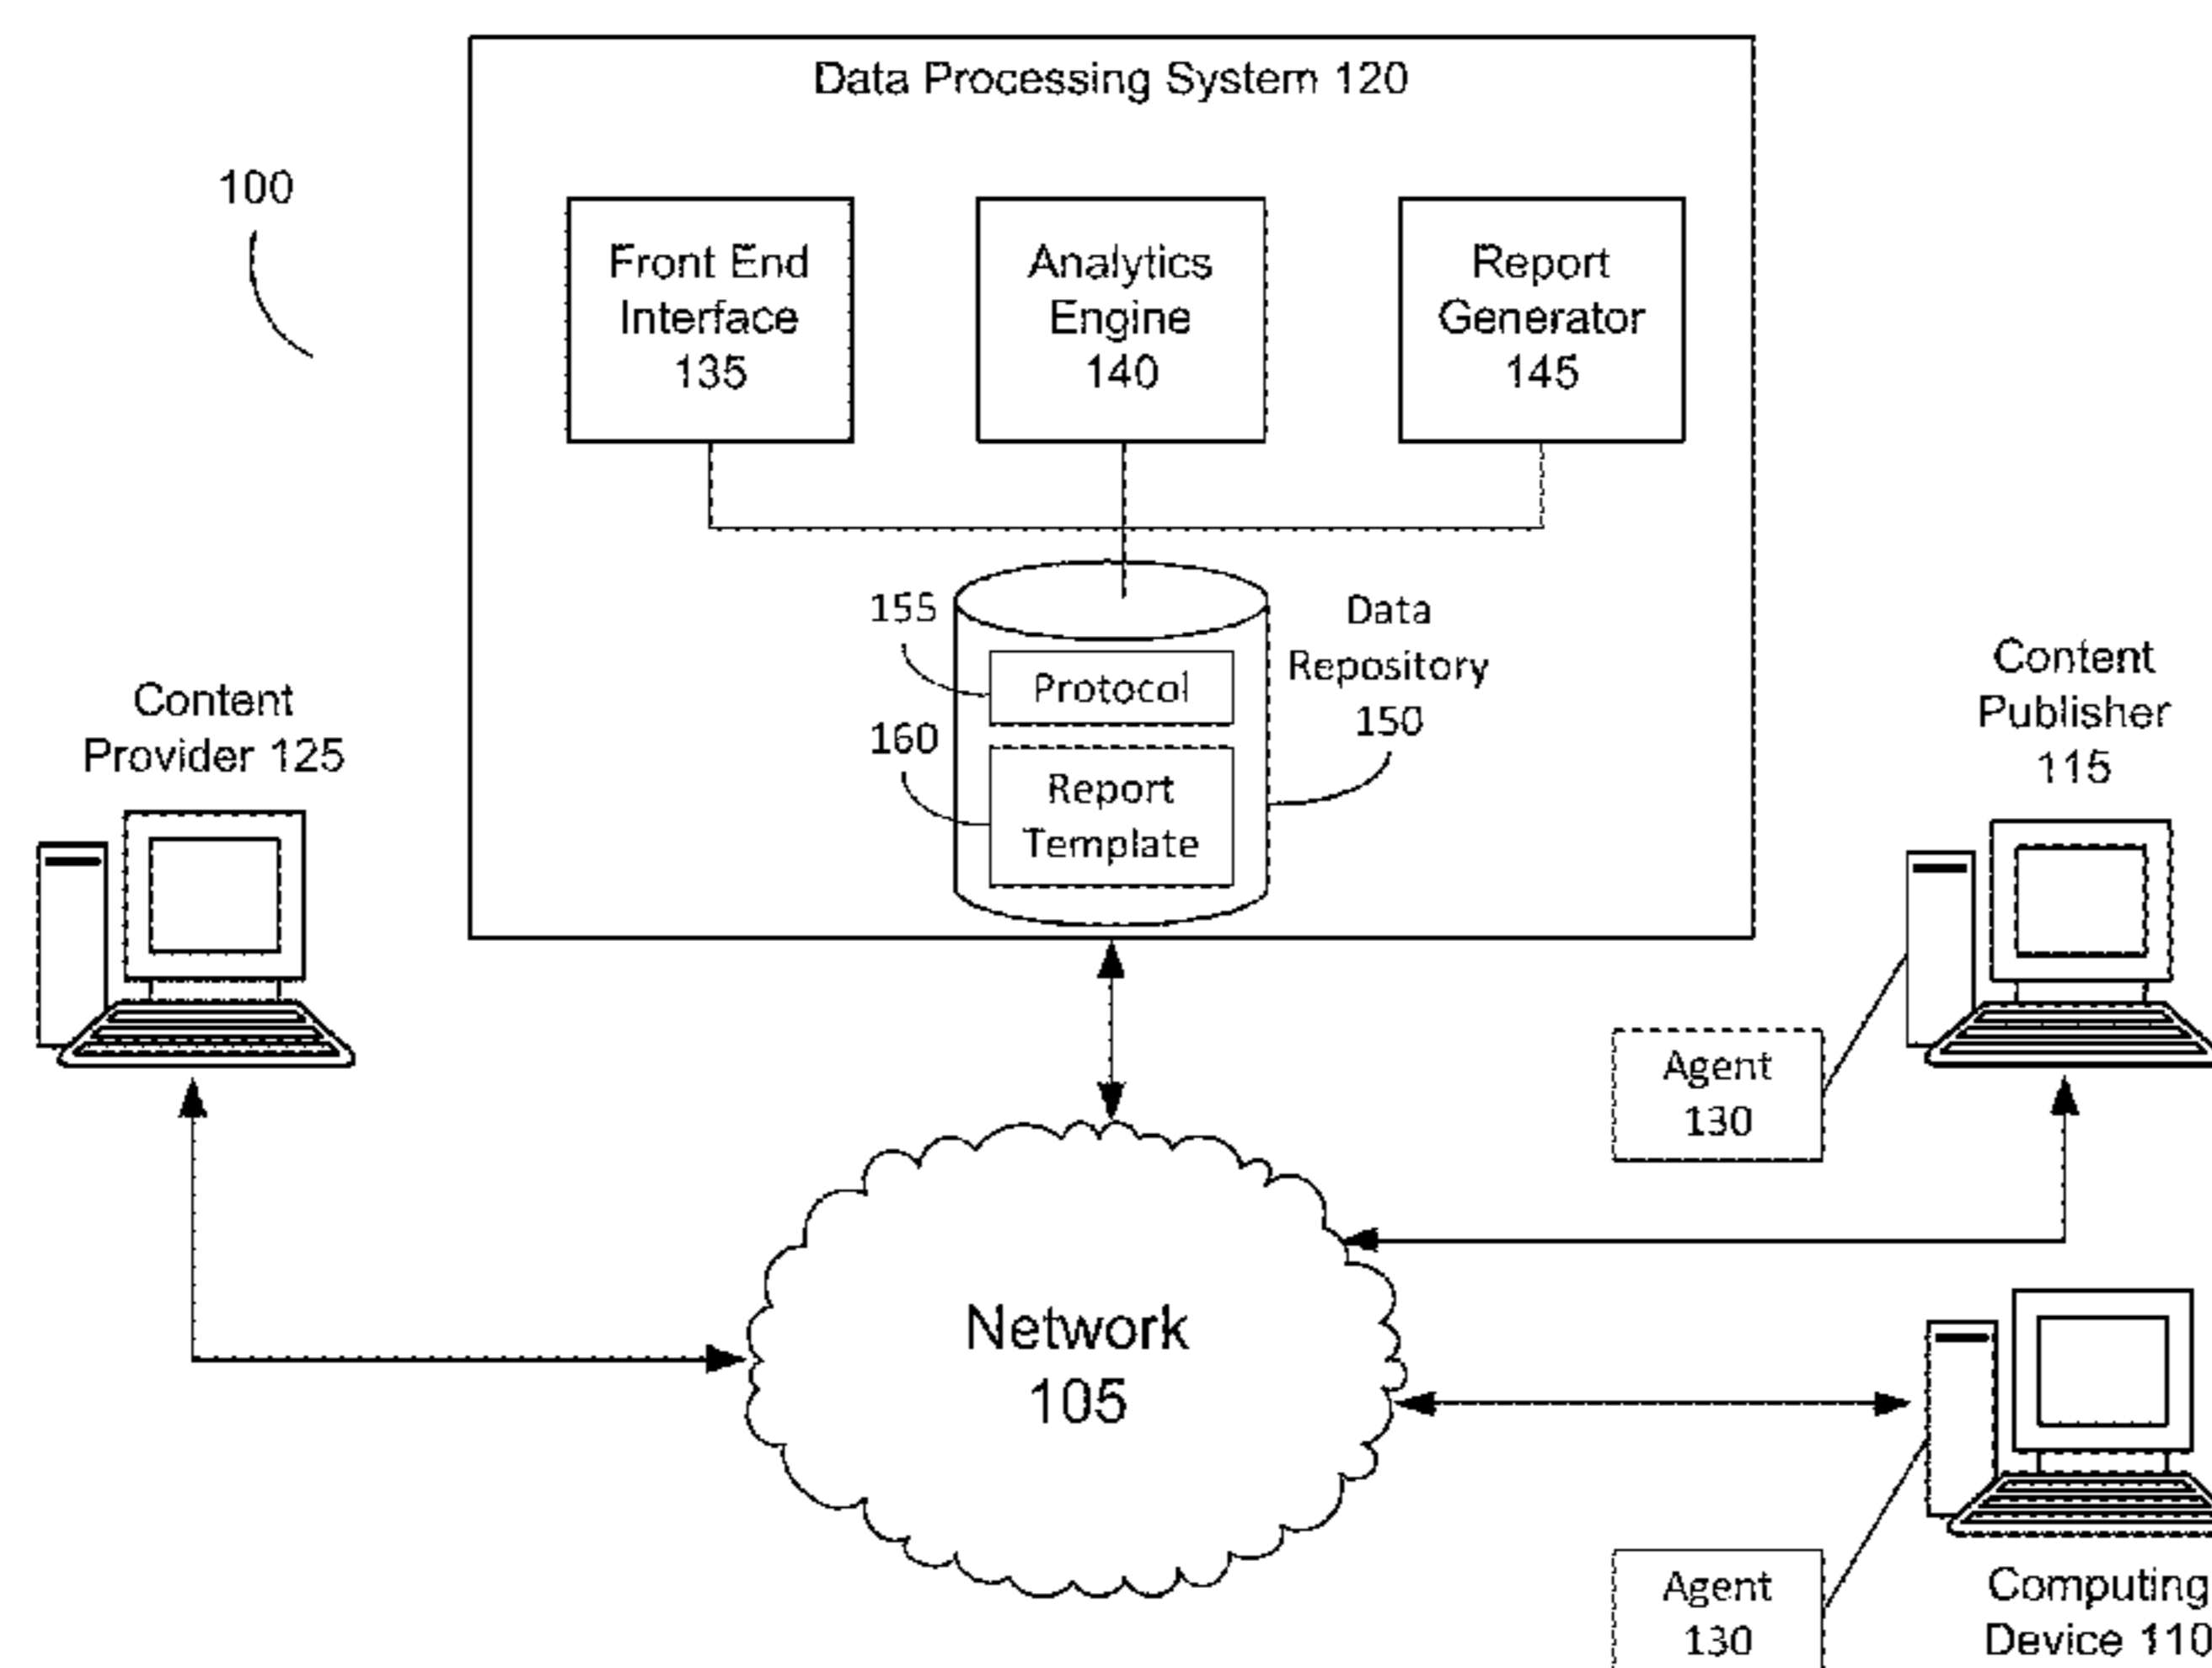 Data Processing System 120
100
Front End
Interface
135
Analytics
Engine
140
Report
Generator
145
155
Protocol
160
Report
Template
Data
Repository
150
Content
Provider 125
Content
Publisher
115
Agent
130
Network
105
Agent
130
Computing
Device 110